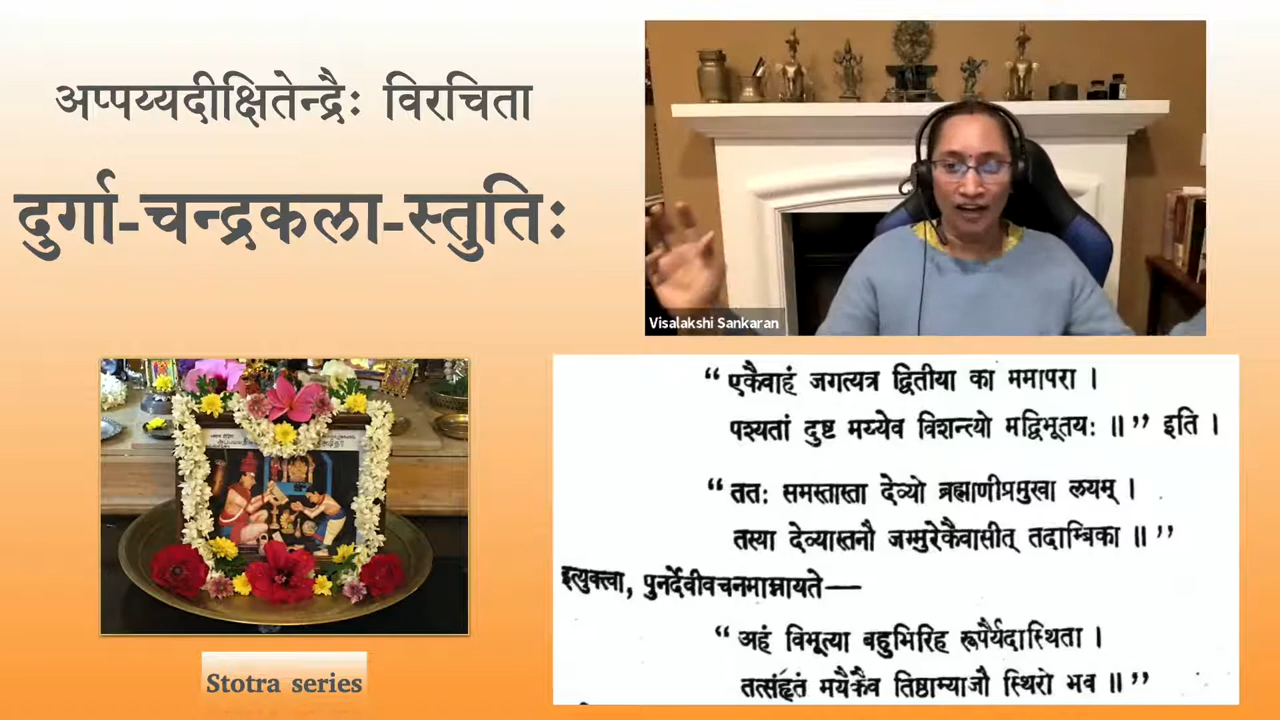 अप्पय्यदीक्षितेन्द्रैः विरचिता
दुर्गा-चन्द्रकला-स्तुतिः
Visalakshi Sankaran
Stotra series
“ एकैवाहं जगत्यत्र द्वितीया का ममापरा ।
पश्यतां दुष्ट मय्येव विशन्त्यो मद्विभूतयः ॥ ” इति ।
“ ततः समस्तास्ता देव्यो ब्रह्माणीप्रमुखा लयम् ।
तस्या देव्यास्तनौ जग्मुरेकैवासीत् तदाम्बिका ॥ ”
इत्युक्त्वा, पुनर्देवीवचनमाम्नायते—
“ अहं विभूत्या बहुभिरिह रूपैर्यदास्थिता ।
तत्संहृतं मयैकैव तिष्ठाम्याजौ स्थिरो भव ॥ ”